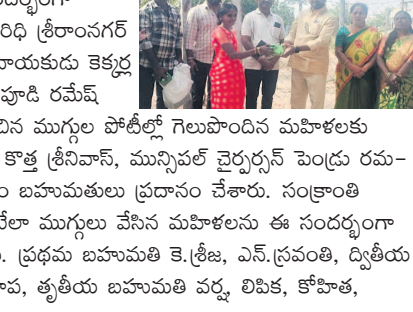 రిధి శ్రీరాంనగర్
నాయకుడు కెక్కర్ల
పూడి రమేష్
చిన ముగ్గుల పోటీల్లో గెలుపొందిన మహిళలకు
కొత్త శ్రీనివాస్, మున్సిపల్ చైర్పర్సన్ పెండ్రు రమ-
ం బహుమతులు ప్రదానం చేశారు. సంక్రాంతి
వేలా ముగ్గులు వేసిన మహిళలను ఈ సందర్భంగా
. ప్రథమ బహుమతి కె.శ్రీజ, ఎన్.స్రవంతి, ద్వితీయ
ాప, తృతీయ బహుమతి వర్ష, లిపిక, కోహిత,